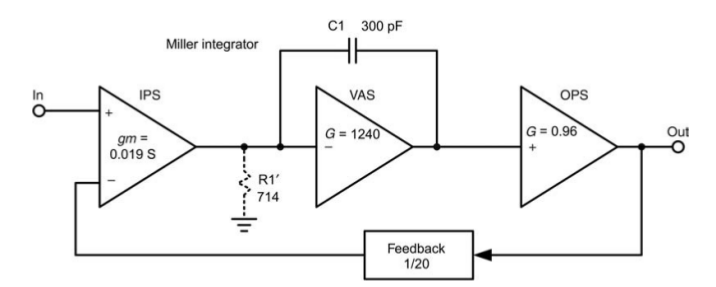 C1 300 pF
Miller integrator
In
IPS
VAS
OPS
+
gm =
0.019 S
−
G = 1240
−
G = 0.96
+
Out
R1′
714
Feedback
1/20